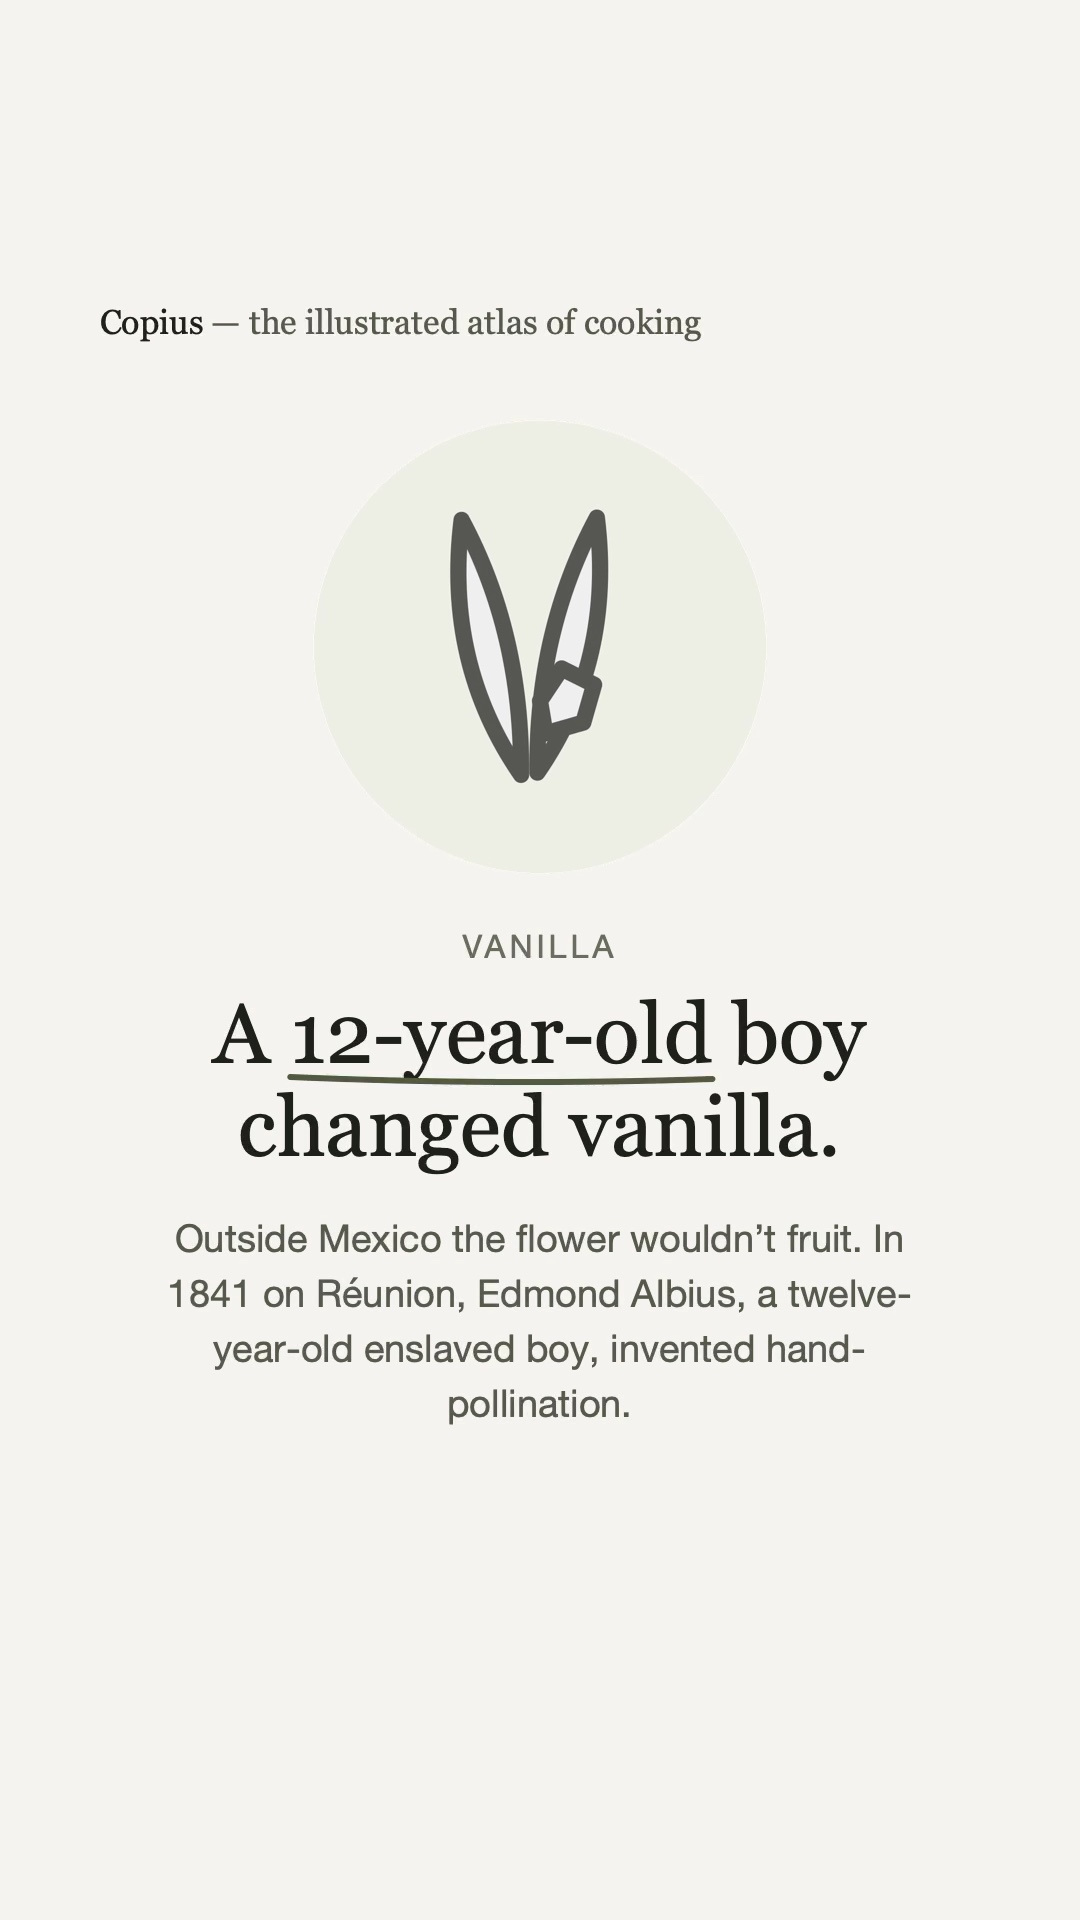 Copius — the illustrated atlas of cooking
VANILLA
A 12-year-old boy
changed vanilla.
Outside Mexico the flower wouldn’t fruit. In
1841 on Réunion, Edmond Albius, a twelve-
year-old enslaved boy, invented hand-
pollination.